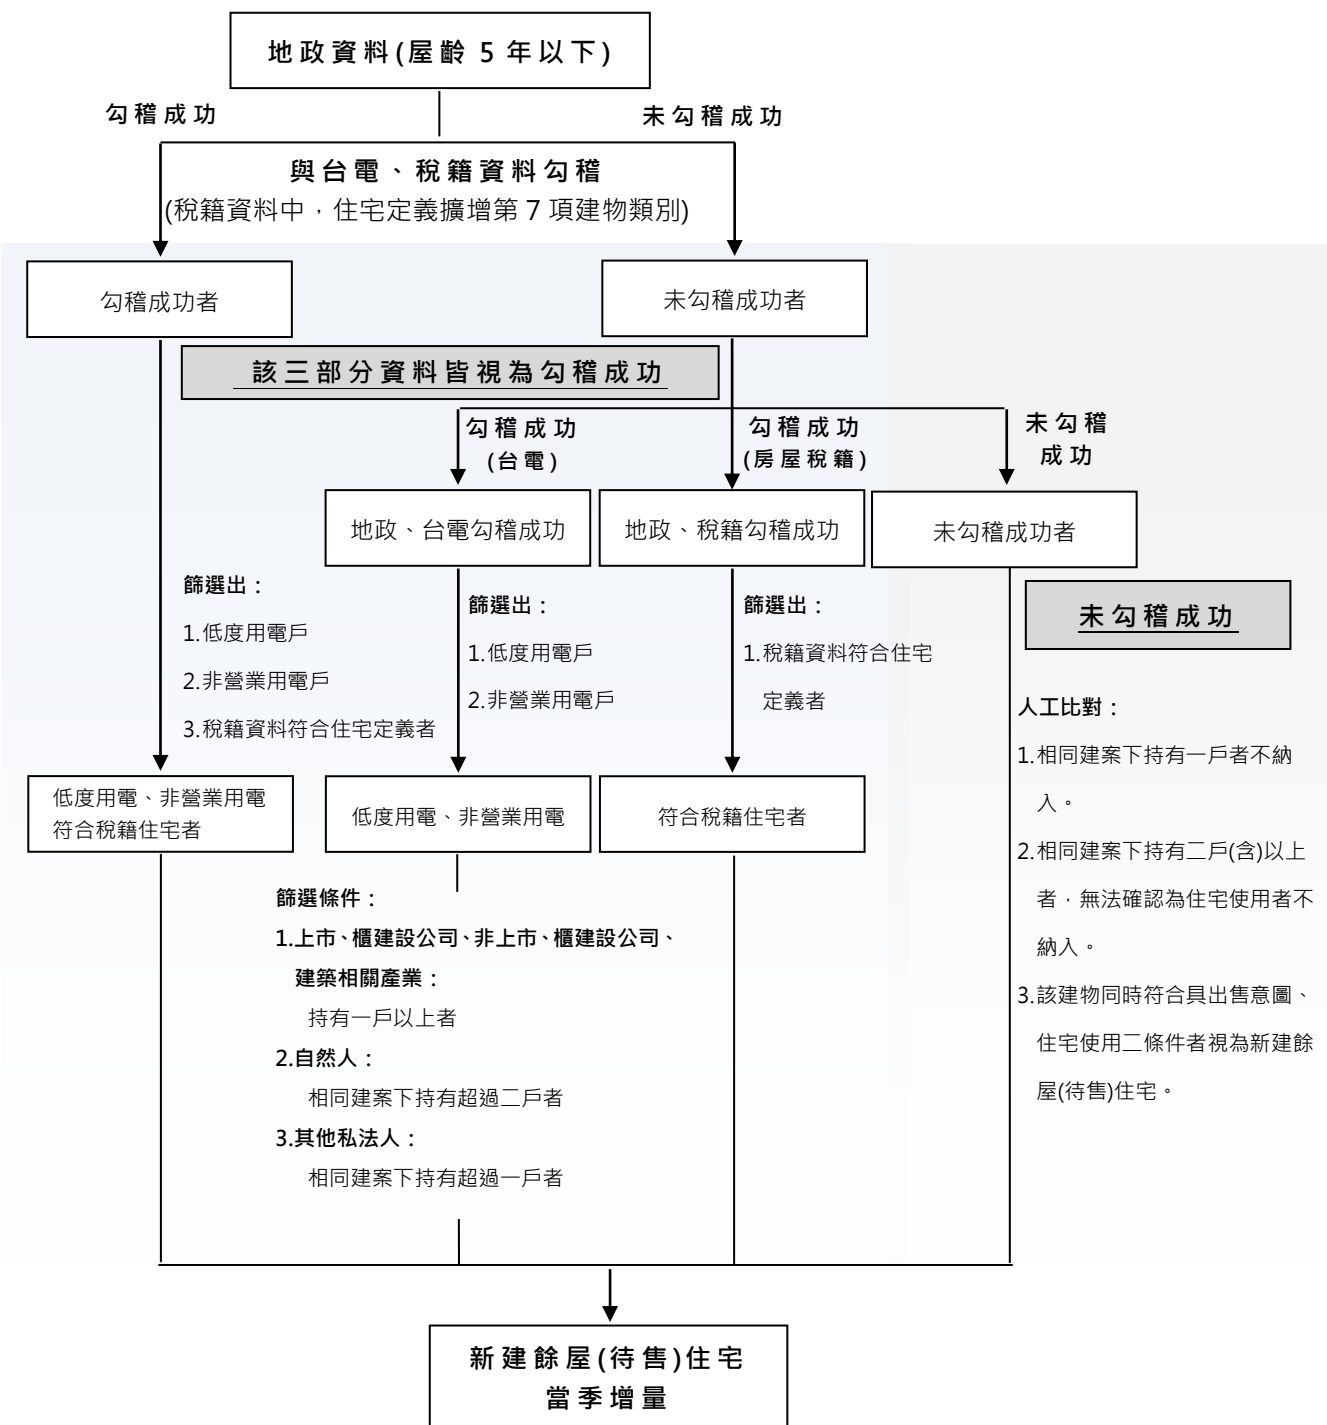 地政資料(屋齡 5 年以下)
勾稽成功
未勾稽成功
與台電、稅籍資料勾稽
(稅籍資料中，住宅定義擴增第 7 項建物類別)
勾稽成功者
未勾稽成功者
該三部分資料皆視為勾稽成功
勾稽成功
(台電)
勾稽成功
(房屋稅籍)
未勾稽
成功
地政、台電勾稽成功
地政、稅籍勾稽成功
未勾稽成功者
篩選出：
1.低度用電戶
2.非營業用電戶
3.稅籍資料符合住宅定義者
篩選出：
1.低度用電戶
2.非營業用電戶
篩選出：
1.稅籍資料符合住宅
定義者
未勾稽成功
人工比對：
1.相同建案下持有一戶者不納
入。
2.相同建案下持有二戶(含)以上
者，無法確認為住宅使用者不
納入。
3.該建物同時符合具出售意圖、
住宅使用二條件者視為新建餘
屋(待售)住宅。
低度用電、非營業用電
符合稅籍住宅者
低度用電、非營業用電
符合稅籍住宅者
篩選條件：
1.上市、櫃建設公司、非上市、櫃建設公司、
建築相關產業：
持有一戶以上者
2.自然人：
相同建案下持有超過二戶者
3.其他私法人：
相同建案下持有超過一戶者
新建餘屋(待售)住宅
當季增量